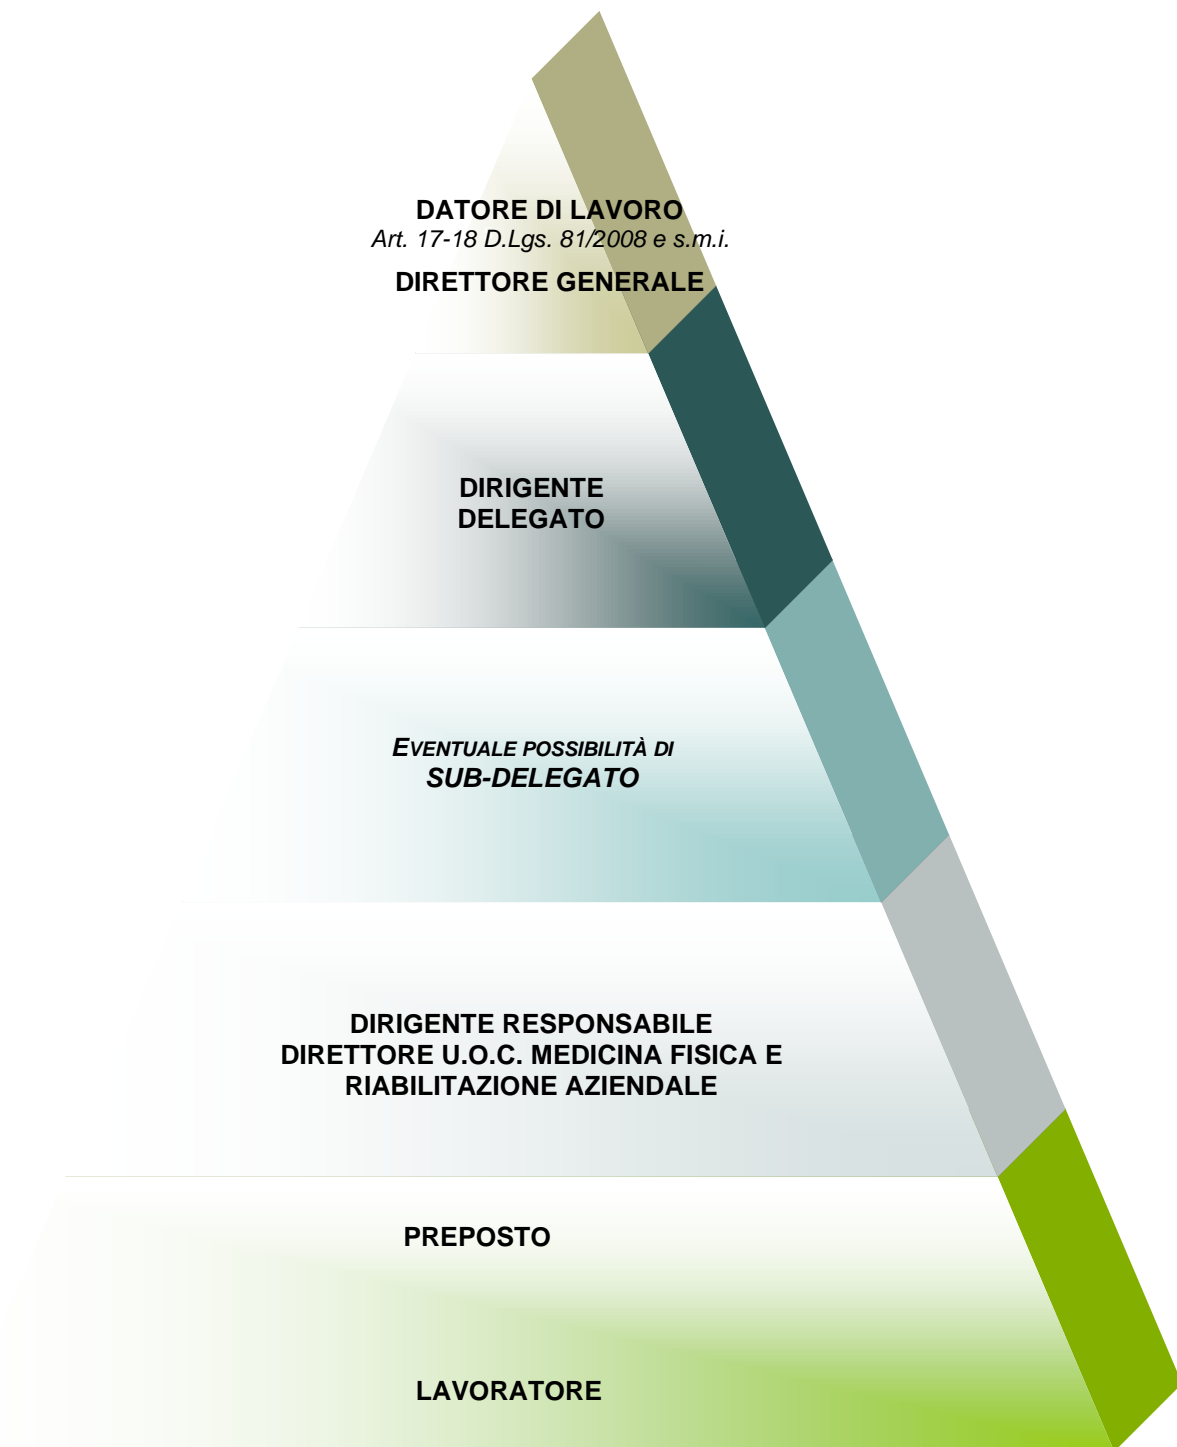 DATORE DI LAVORO
Art. 17-18 D.Lgs. 81/2008 e s.m.i.
DIRETTORE GENERALE
DIRIGENTE
DELEGATO
EVENTUALE POSSIBILITÀ DI
SUB-DELEGATO
DIRIGENTE RESPONSABILE
DIRETTORE U.O.C. MEDICINA FISICA E
RIABILITAZIONE AZIENDALE
PREPOSTO
LAVORATORE